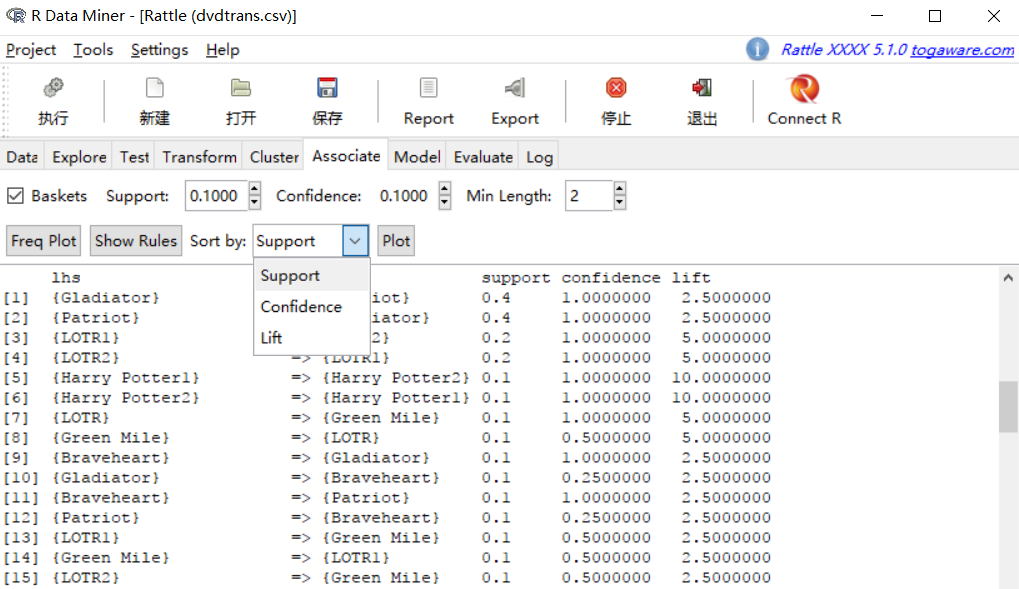 R Data Miner - [Rattle (dvdtrans.csv)]
Project Tools Settings Help Rattle XXXX 5.1.0 togaware.com
执行 新建 打开 保存 Report Export 停止 退出 Connect R
Data Explore Test Transform Cluster Associate Model Evaluate Log
Baskets Support: 0.1000 Confidence: 0.1000 Min Length: 2
Freq Plot Show Rules Sort by: Support Plot
Support
Confidence
Lift
lhs support confidence lift
[1] {Gladiator} iot} 0.4 1.0000000 2.5000000
[2] {Patriot} iator} 0.4 1.0000000 2.5000000
[3] {LOTR1} 2} 0.2 1.0000000 5.0000000
[4] {LOTR2} => {LOTR1} 0.2 1.0000000 5.0000000
[5] {Harry Potter1} => {Harry Potter2} 0.1 1.0000000 10.0000000
[6] {Harry Potter2} => {Harry Potter1} 0.1 1.0000000 10.0000000
[7] {LOTR} => {Green Mile} 0.1 1.0000000 5.0000000
[8] {Green Mile} => {LOTR} 0.1 0.5000000 5.0000000
[9] {Braveheart} => {Gladiator} 0.1 1.0000000 2.5000000
[10] {Gladiator} => {Braveheart} 0.1 0.2500000 2.5000000
[11] {Braveheart} => {Patriot} 0.1 1.0000000 2.5000000
[12] {Patriot} => {Braveheart} 0.1 0.2500000 2.5000000
[13] {LOTR1} => {Green Mile} 0.1 0.5000000 2.5000000
[14] {Green Mile} => {LOTR1} 0.1 0.5000000 2.5000000
[15] {LOTR2} => {Green Mile} 0.1 0.5000000 2.5000000